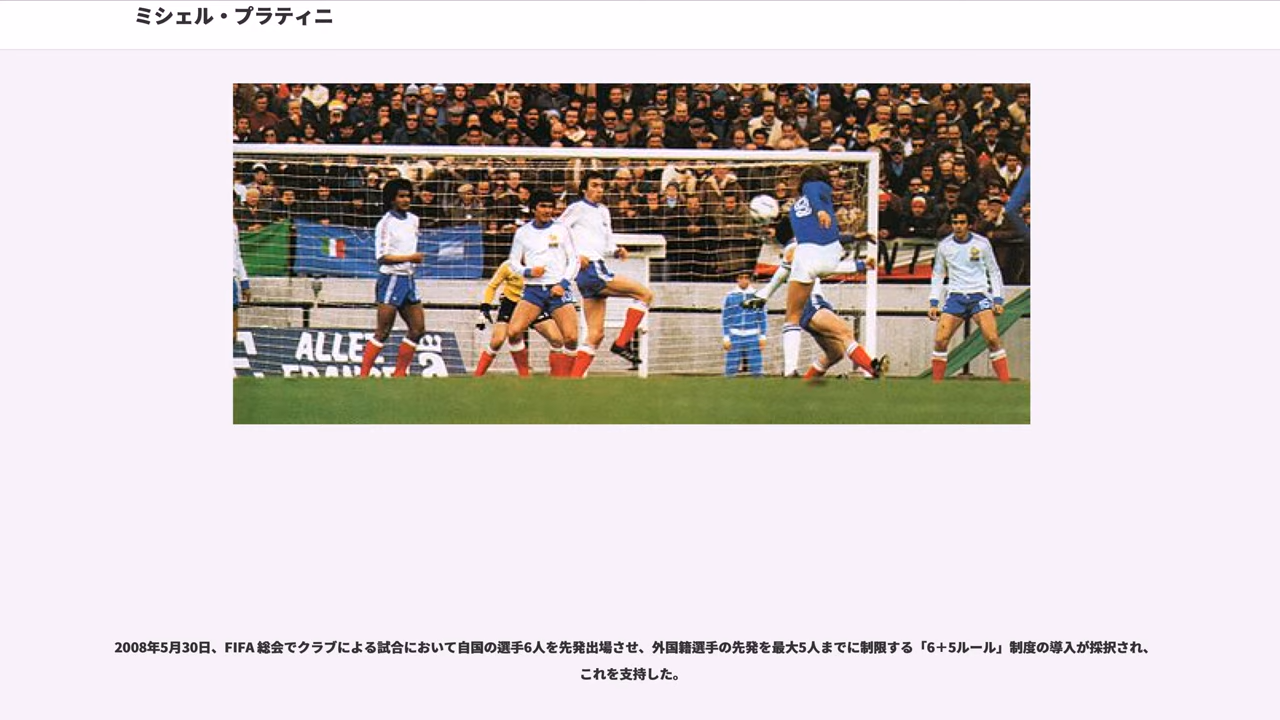 ミシェル・プラティニ
ALLEZ
FRANCE
9
2008年5月30日、FIFA 総会でクラブによる試合において自国の選手6人を先発出場させ、外国籍選手の先発を最大5人までに制限する「6＋5ルール」制度の導入が採択され、
これを支持した。